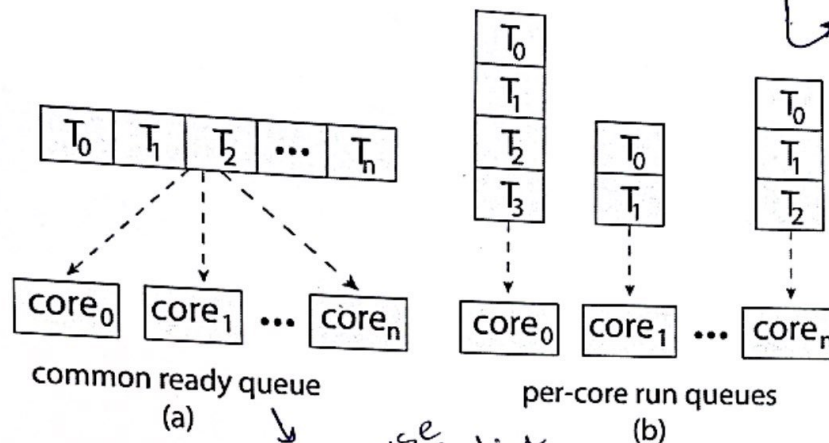 T0 T1 T2 ... Tn
core0 core1 ... coren
common ready queue
(a)
T0
T1
T2
T3
T0
T1
T0
T1
T2
core0 core1 ... coren
per-core run queues
(b)
use